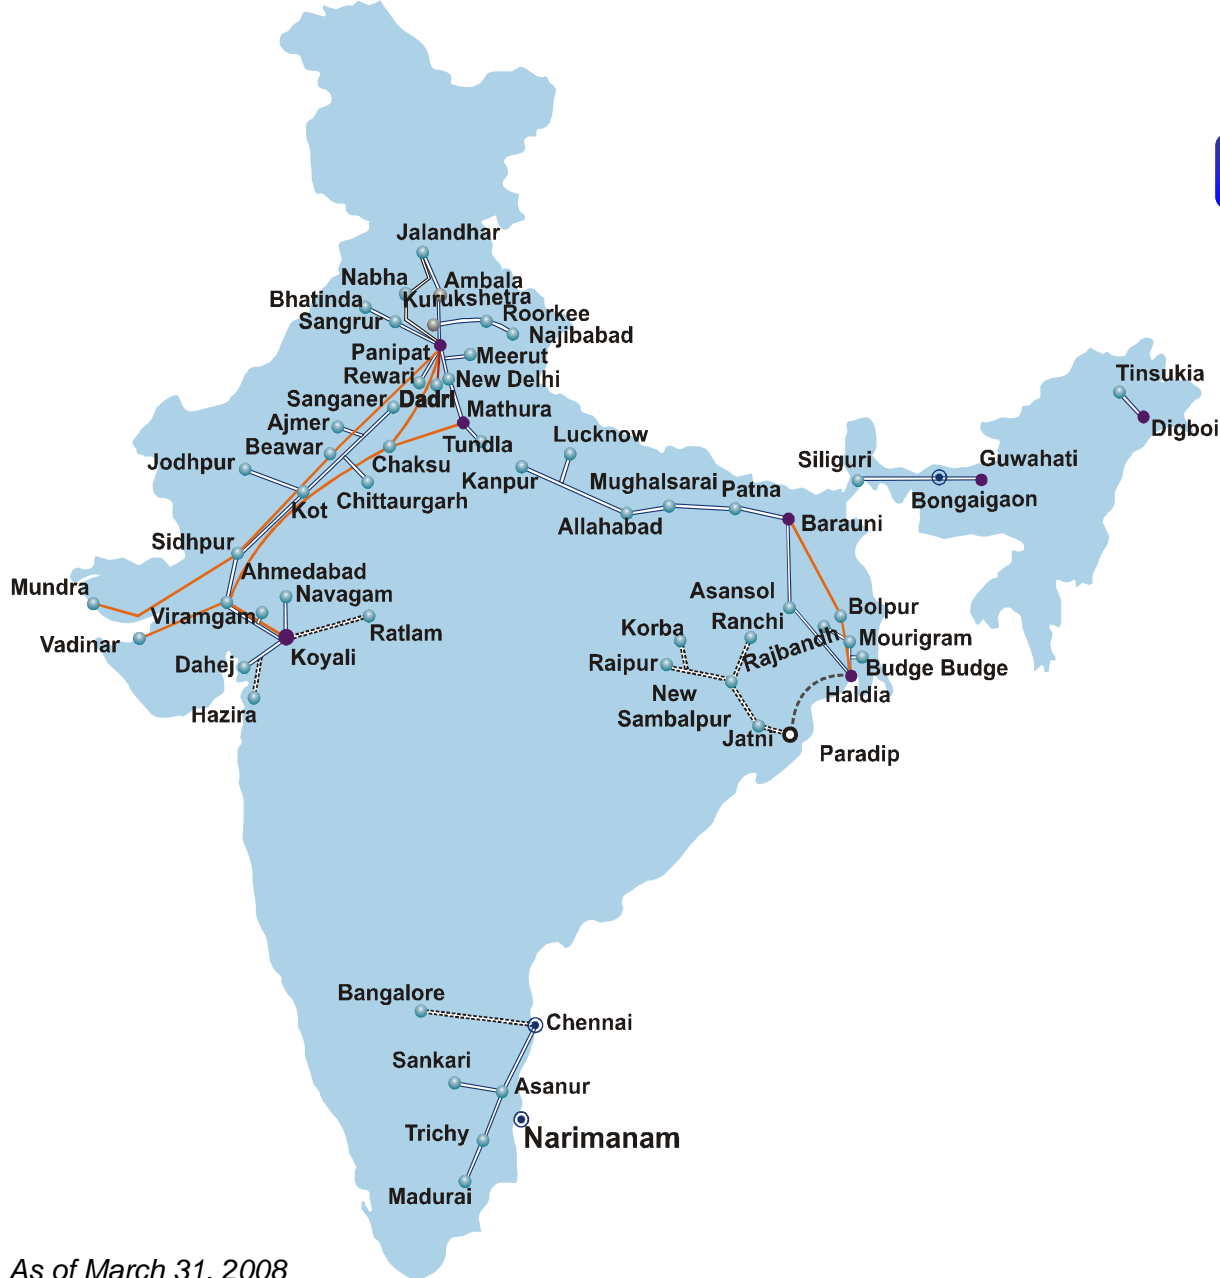 Jalandhar
Nabha
Ambala
Kurukshetra
Bhatinda
Roorkee
Sangrur
Najibabad
Panipat
Meerut
Rewari
New Delhi
Sanganer
Dadri
Mathura
Ajmer
Tundla
Beawar
Chaksu
Jodhpur
Chittaurgarh
Kot
Lucknow
Kanpur
Mughalsarai
Patna
Allahabad
Barauni
Siliguri
Guwahati
Bongaigaon
Tinsukia
Digboi
Sidhpur
Ahmedabad
Mundra
Navagam
Viramgam
Vadinar
Ratlam
Koyali
Dahej
Hazira
Asansol
Bolpur
Korba
Ranchi
Rajbandh
Mourigram
Raipur
Budge Budge
New
Sambalpur
Haldia
Jatni
Paradip
Bangalore
Chennai
Sankari
Asanur
Trichy
Narimanam
Madurai
As of March 31, 2008